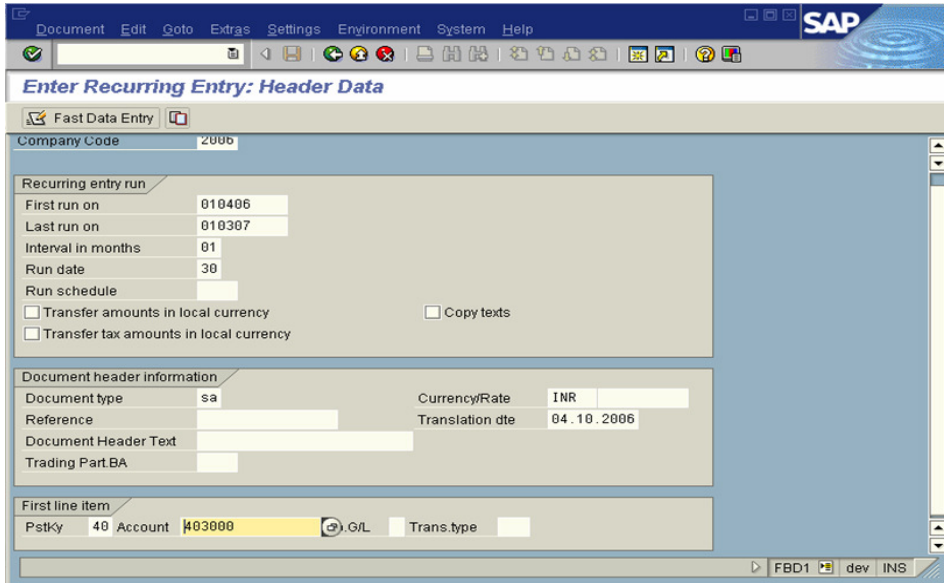 Document Edit Goto Extras Settings Environment System Help
SAP
Enter Recurring Entry: Header Data
Fast Data Entry
Company Code 2006
Recurring entry run
First run on 010406
Last run on 010307
Interval in months 01
Run date 30
Run schedule
Transfer amounts in local currency Copy texts
Transfer tax amounts in local currency
Document header information
Document type sa Currency/Rate INR
Reference Translation dte 04.10.2006
Document Header Text
Trading Part.BA
First line item
PstKy 40 Account 403000 .G/L Trans.type
FBD1 dev INS